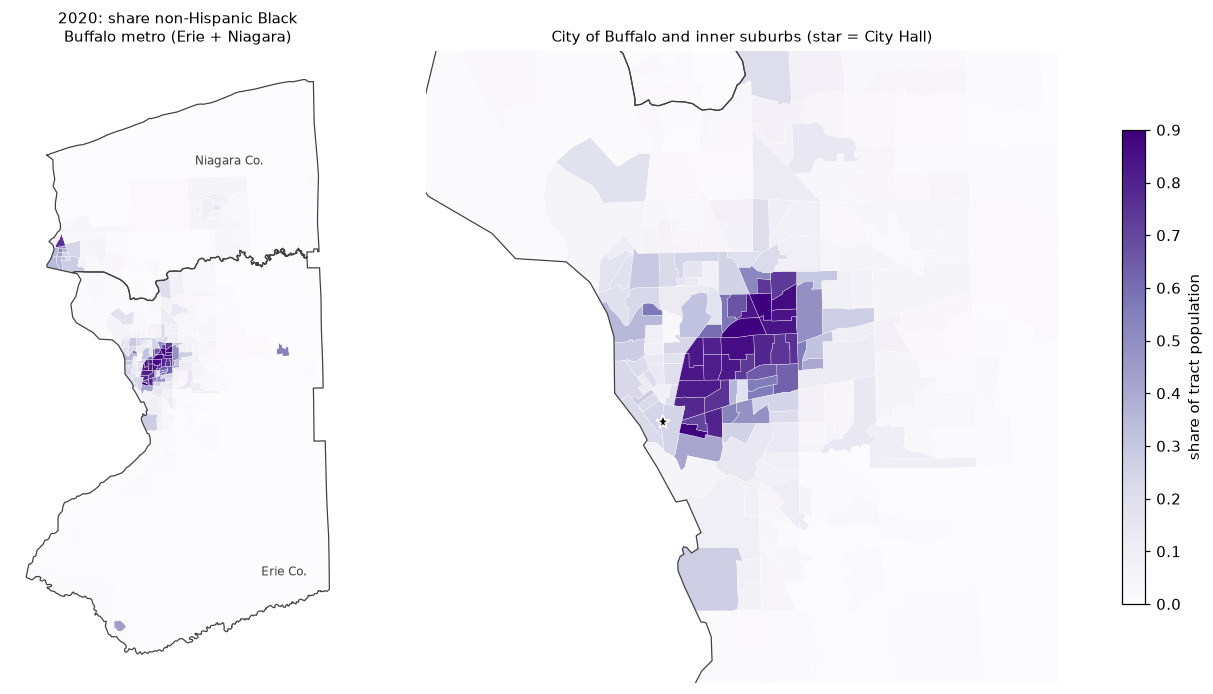 2020: share non-Hispanic Black
Buffalo metro (Erie + Niagara)
Niagara Co.
Erie Co.
City of Buffalo and inner suburbs (star = City Hall)
0.9
0.8
0.7
0.6
0.5
0.4
0.3
0.2
0.1
0.0
share of tract population